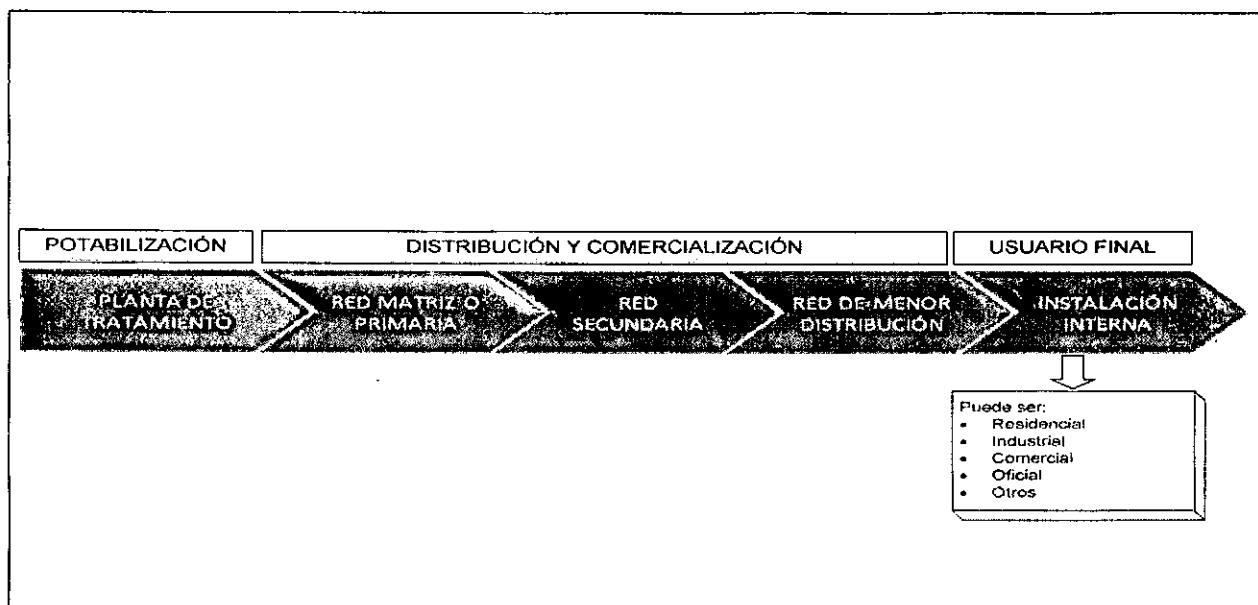 POTABILIZACIÓN
DISTRIBUCIÓN Y COMERCIALIZACIÓN
USUARIO FINAL
PLANTA DE
TRATAMIENTO
RED MATRIZ O
PRIMARIA
RED
SECUNDARIA
RED DE MENOR
DISTRIBUCIÓN
INSTALACIÓN
INTERNA
Puede ser:
• Residencial
• Industrial
• Comercial
• Oficial
• Otros